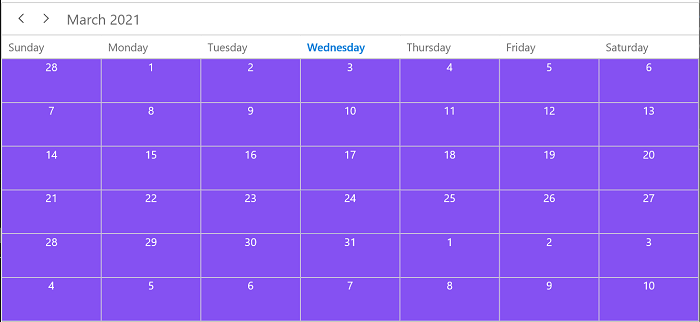 March 2021
Sunday Monday Tuesday Wednesday Thursday Friday Saturday
28 1 2 3 4 5 6
7 8 9 10 11 12 13
14 15 16 17 18 19 20
21 22 23 24 25 26 27
28 29 30 31 1 2 3
4 5 6 7 8 9 10